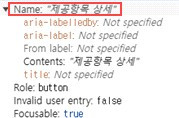 ▼ Name: "제공항목 상세"
aria-labelledby: Not specified
aria-label: Not specified
From label: Not specified
Contents: "제공항목 상세"
title: Not specified
Role: button
Invalid user entry: false
Focusable: true